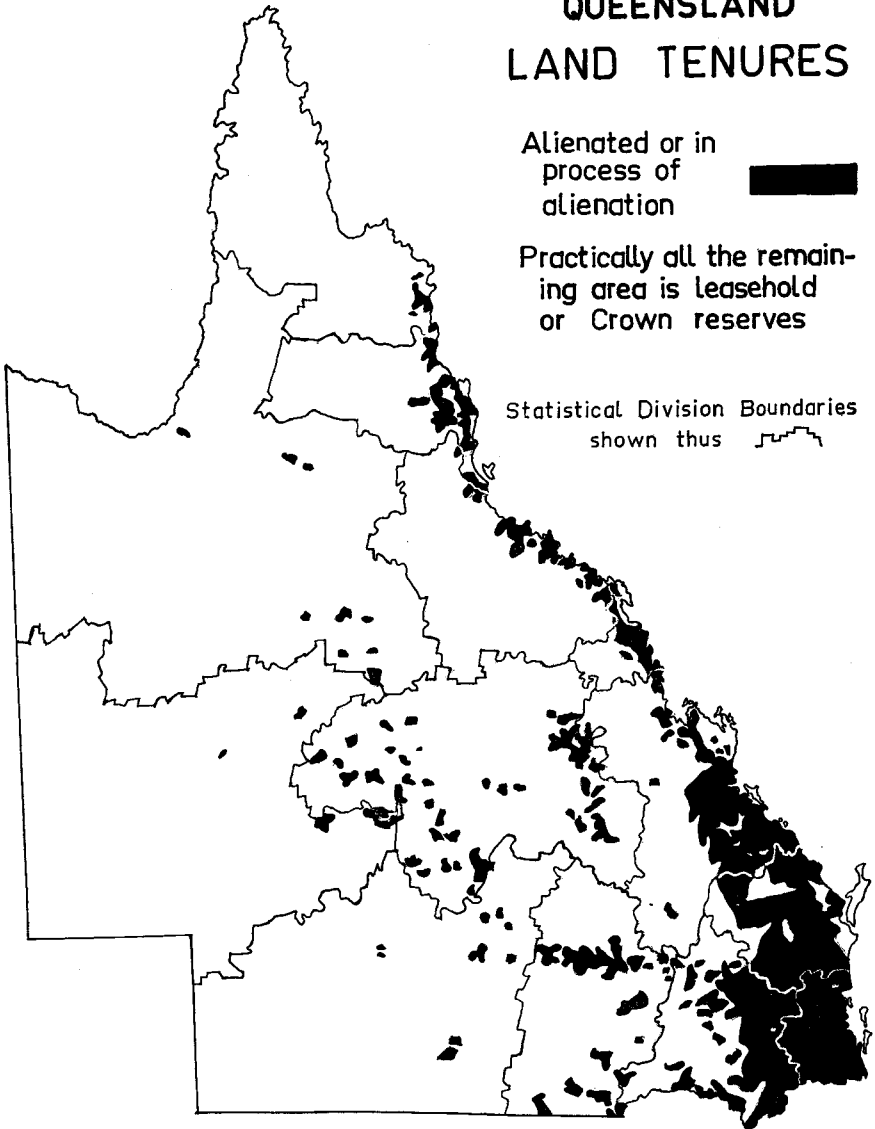 QUEENSLAND
LAND TENURES
Alienated or in
process of
alienation
Practically all the remain-
ing area is leasehold
or Crown reserves
Statistical Division Boundaries
shown thus